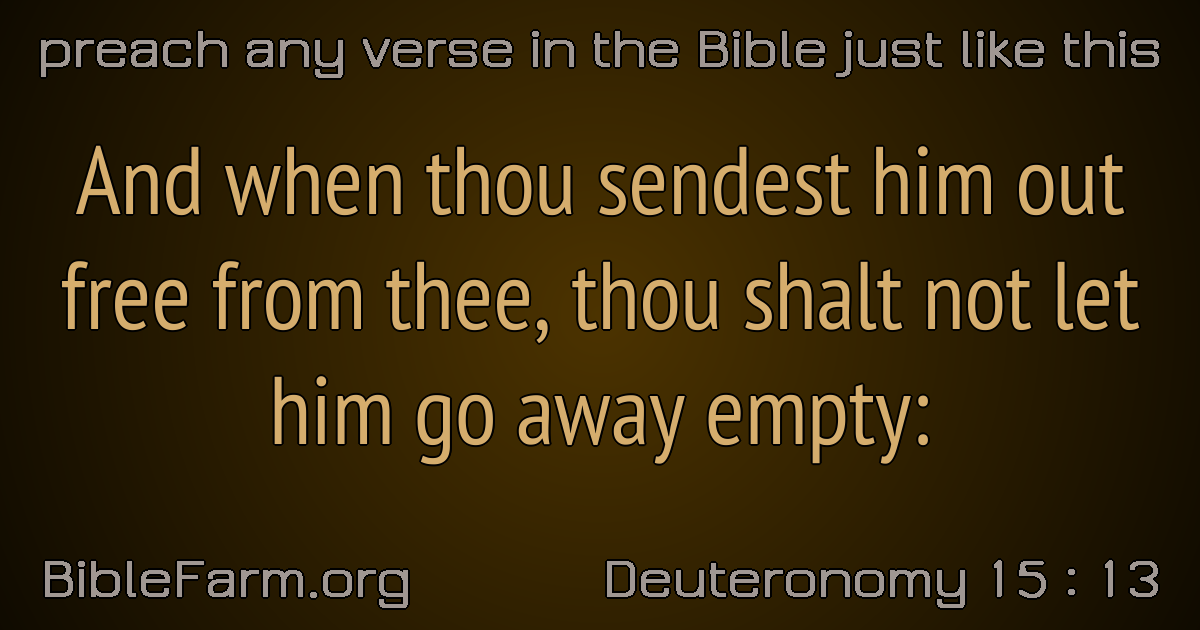 preach any verse in the Bible just like this
And when thou sendest him out
free from thee, thou shalt not let
him go away empty:
BibleFarm.org
Deuteronomy 15 : 13